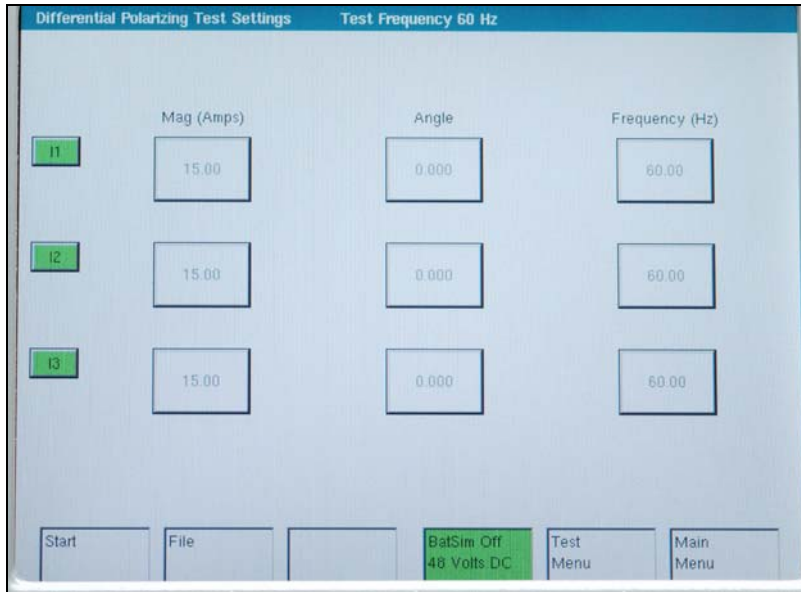 Differential Polarizing Test Settings Test Frequency 60 Hz
Mag (Amps) Angle Frequency (Hz)
I1 15.00 0.000 60.00
I2 15.00 0.000 60.00
I3 15.00 0.000 60.00
Start File BatSim Off Test Main
48 Volts DC Menu Menu